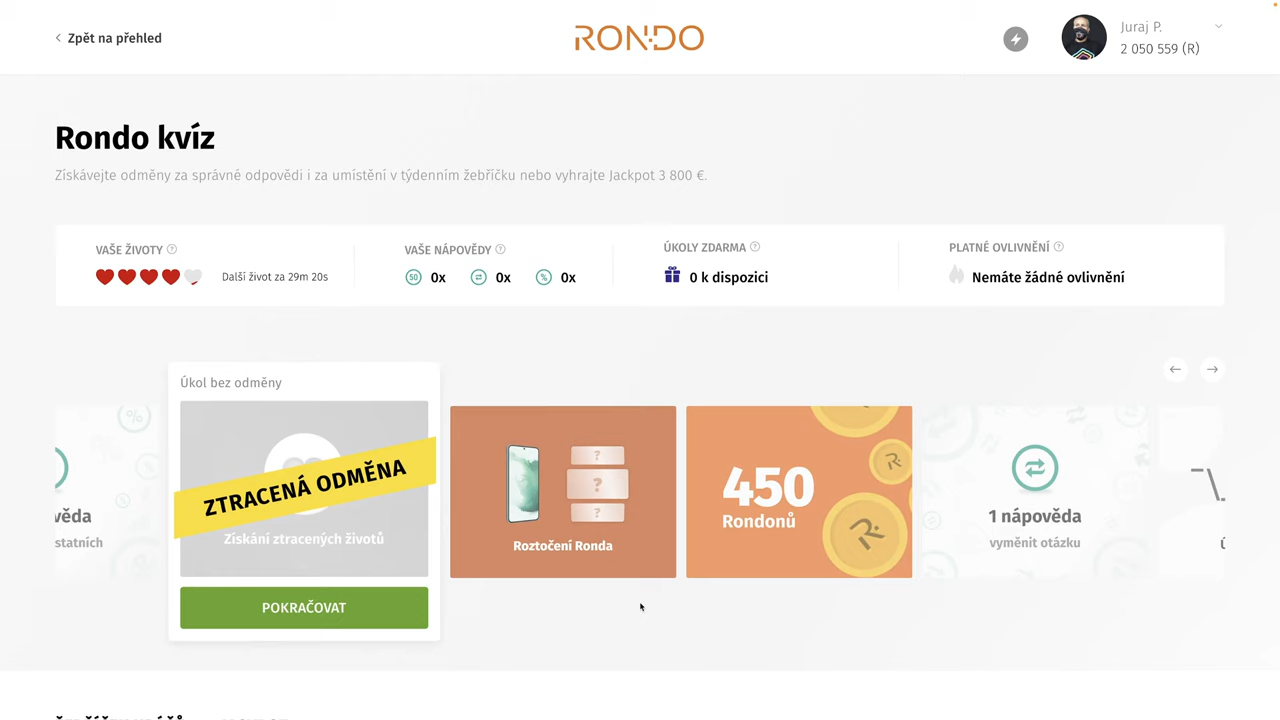 Zpět na přehled
RONDO
Juraj P.
2 050 559 (R)
Rondo kvíz
Získávejte odměny za správné odpovědi i za umístění v týdenním žebříčku nebo vyhrajte Jackpot 3 800 €.
VAŠE ŽIVOTY
Další život za 29m 20s
VAŠE NÁPOVĚDY
50 0x
0x
% 0x
ÚKOLY ZDARMA
0 k dispozici
PLATNÉ OVLIVNĚNÍ
Nemáte žádné ovlivnění
Úkol bez odměny
ZTRACENÁ ODMĚNA
Získání ztracených životů
POKRAČOVAT
Roztočení Ronda
450
Rondonů
1 nápověda
vyměnit otázku